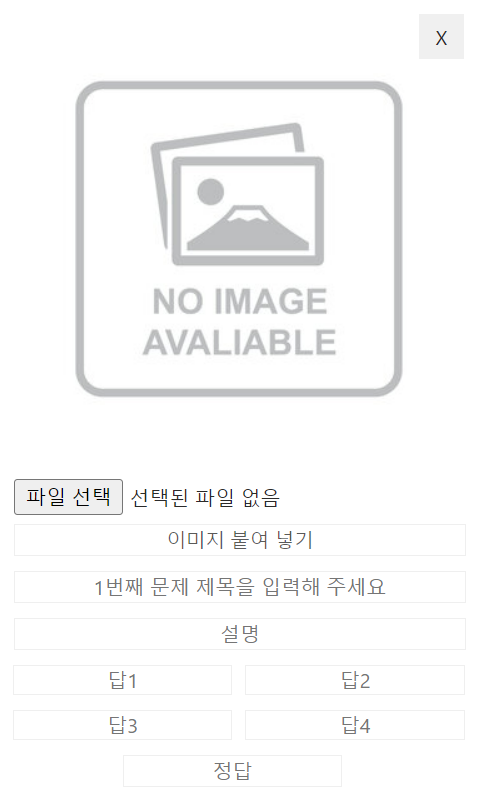 X
NO IMAGE
AVALIABLE
파일 선택 선택된 파일 없음
이미지 붙여 넣기
1번째 문제 제목을 입력해 주세요
설명
답1 답2
답3 답4
정답